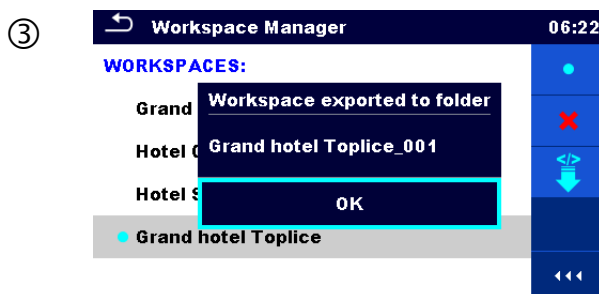 ③
Workspace Manager 06:22
WORKSPACES:
Grand
Workspace exported to folder
Hotel
Grand hotel Toplice_001
Hotel
OK
Grand hotel Toplice